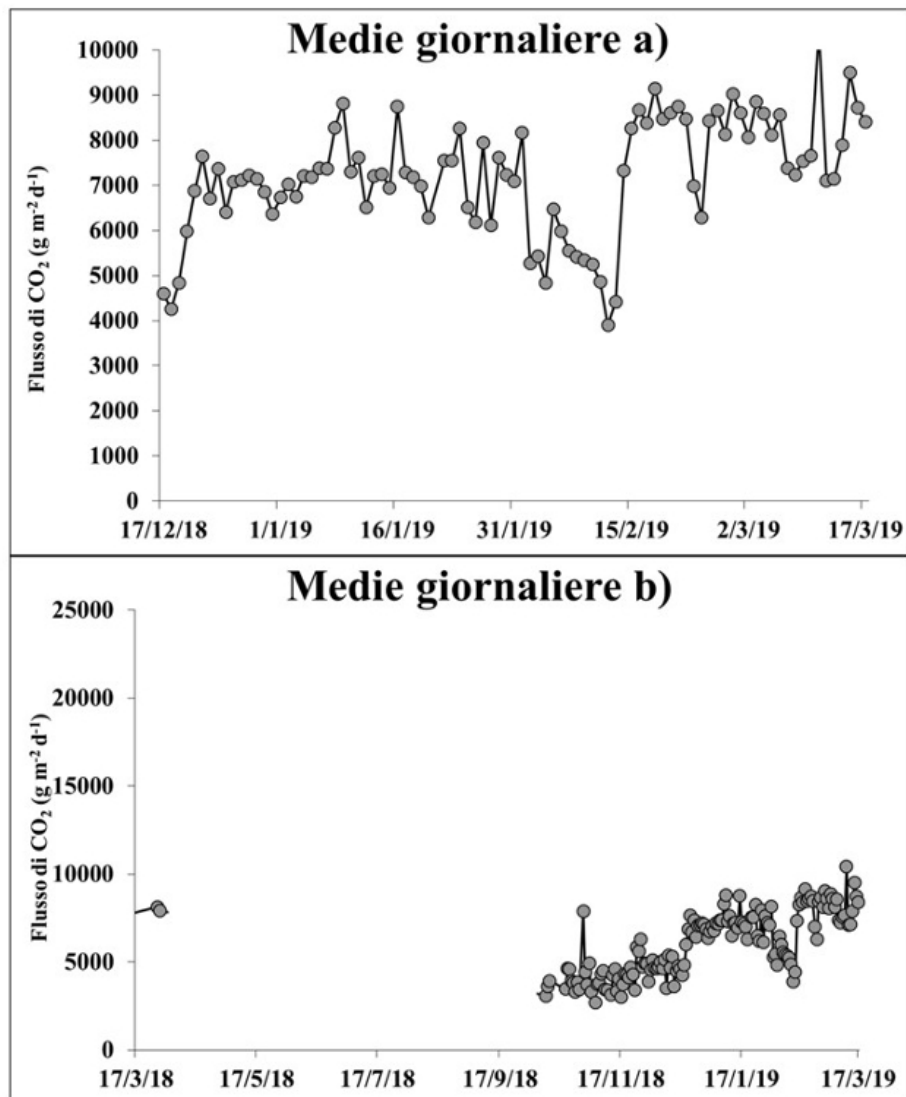 Medie giornaliere a)
Flusso di CO₂ (g m⁻² d⁻¹)
10000
9000
8000
7000
6000
5000
4000
3000
2000
1000
0
17/12/18 1/1/19 16/1/19 31/1/19 15/2/19 2/3/19 17/3/19
Medie giornaliere b)
Flusso di CO₂ (g m⁻² d⁻¹)
25000
20000
15000
10000
5000
0
17/3/18 17/5/18 17/7/18 17/9/18 17/11/18 17/1/19 17/3/19